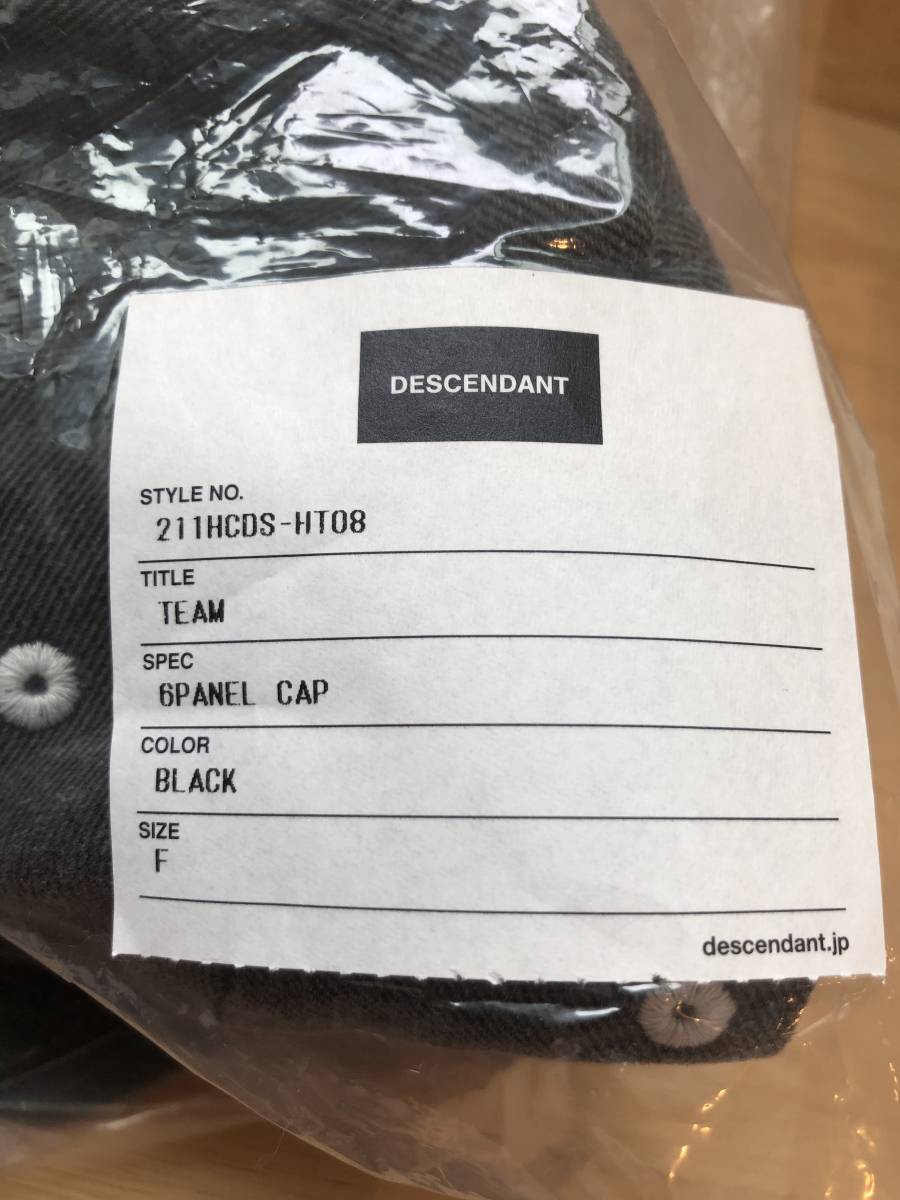 DESCENDANT
STYLE NO.
211HCDS-HT08
TITLE
TEAM
SPEC
6PANEL CAP
COLOR
BLACK
SIZE
F
descendant.jp